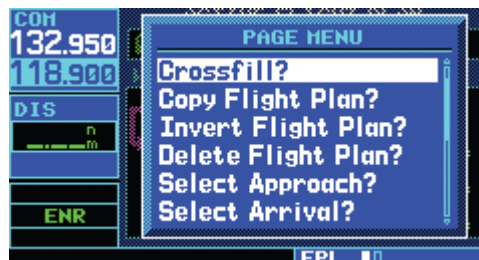 COM
132.950
118.900
DIS
n
m
ENR
PAGE MENU
Crossfill?
Copy Flight Plan?
Invert Flight Plan?
Delete Flight Plan?
Select Approach?
Select Arrival?
FPL